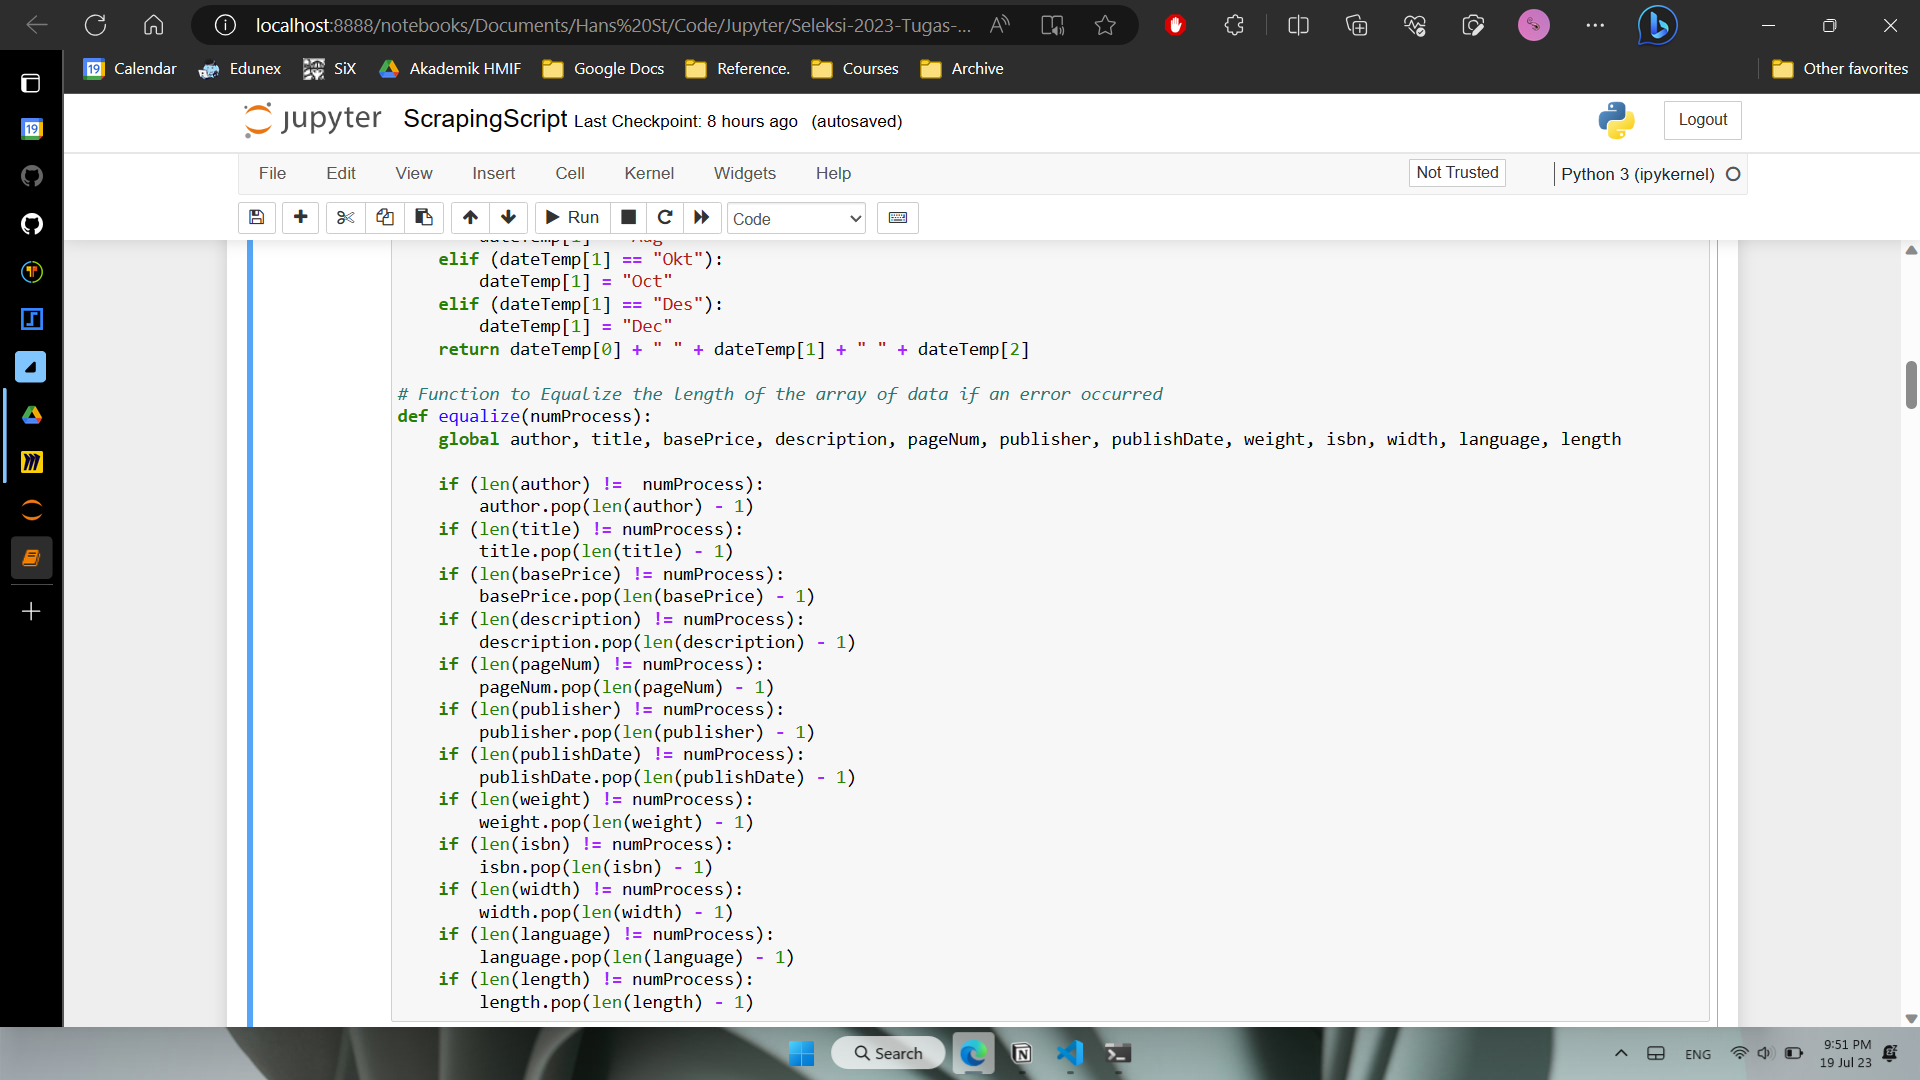 localhost:8888/notebooks/Documents/Hans%20St/Code/Jupyter/Seleksi-2023-Tugas-...
Calendar Edunex SiX Akademik HMIF Google Docs Reference. Courses Archive Other favorites
jupyter ScrapingScript Last Checkpoint: 8 hours ago (autosaved) Logout
File Edit View Insert Cell Kernel Widgets Help Not Trusted Python 3 (ipykernel)
Run Code
dateTemp[1] = "Aug"
elif (dateTemp[1] == "Okt"):
dateTemp[1] = "Oct"
elif (dateTemp[1] == "Des"):
dateTemp[1] = "Dec"
return dateTemp[0] + " " + dateTemp[1] + " " + dateTemp[2]
# Function to Equalize the length of the array of data if an error occurred
def equalize(numProcess):
global author, title, basePrice, description, pageNum, publisher, publishDate, weight, isbn, width, language, length
if (len(author) !=  numProcess):
author.pop(len(author) - 1)
if (len(title) != numProcess):
title.pop(len(title) - 1)
if (len(basePrice) != numProcess):
basePrice.pop(len(basePrice) - 1)
if (len(description) != numProcess):
description.pop(len(description) - 1)
if (len(pageNum) != numProcess):
pageNum.pop(len(pageNum) - 1)
if (len(publisher) != numProcess):
publisher.pop(len(publisher) - 1)
if (len(publishDate) != numProcess):
publishDate.pop(len(publishDate) - 1)
if (len(weight) != numProcess):
weight.pop(len(weight) - 1)
if (len(isbn) != numProcess):
isbn.pop(len(isbn) - 1)
if (len(width) != numProcess):
width.pop(len(width) - 1)
if (len(language) != numProcess):
language.pop(len(language) - 1)
if (len(length) != numProcess):
length.pop(len(length) - 1)
Search ENG 9:51 PM
19 Jul 23